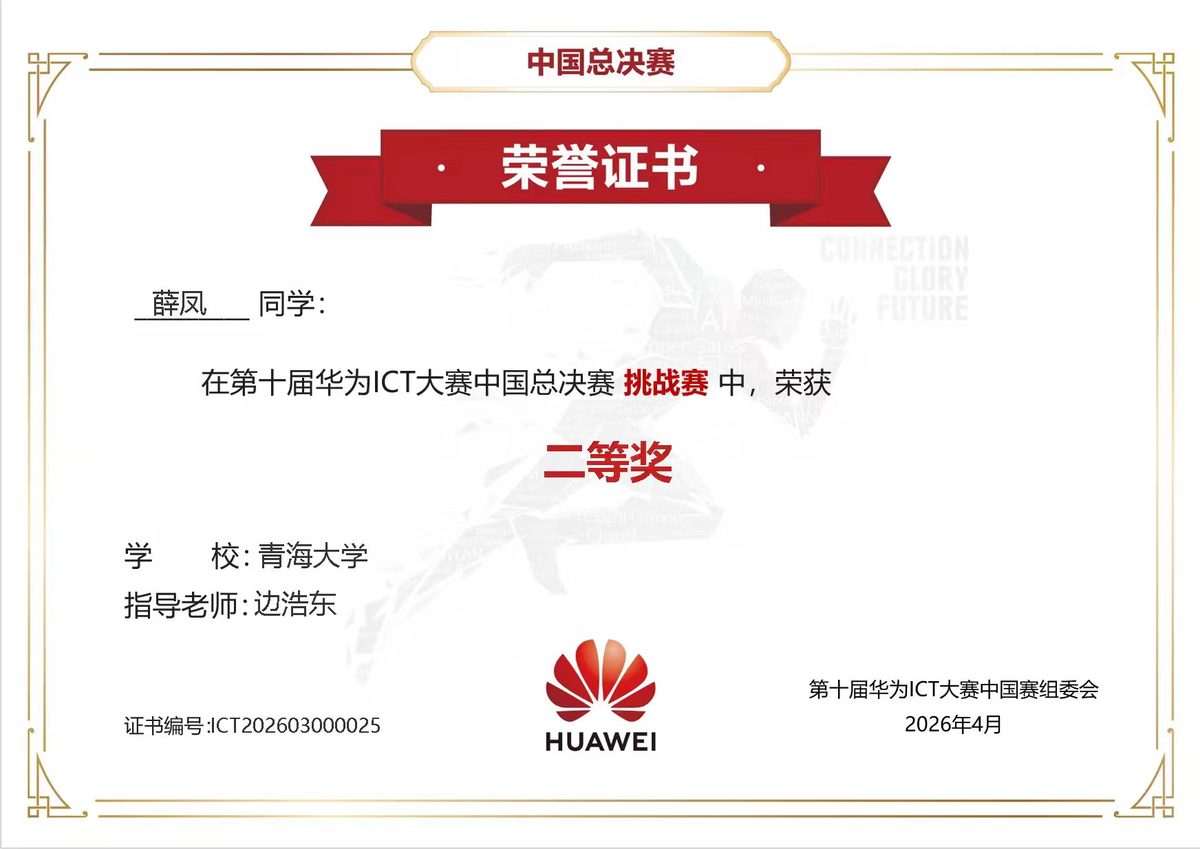 中国总决赛
· 荣誉证书 ·
CONNECTION
GLORY
FUTURE
薛凤 同学:
在第十届华为ICT大赛中国总决赛 挑战赛 中，荣获
二等奖
学 校: 青海大学
指导老师: 边浩东
HUAWEI
第十届华为ICT大赛中国赛组委会
2026年4月
证书编号:ICT202603000025